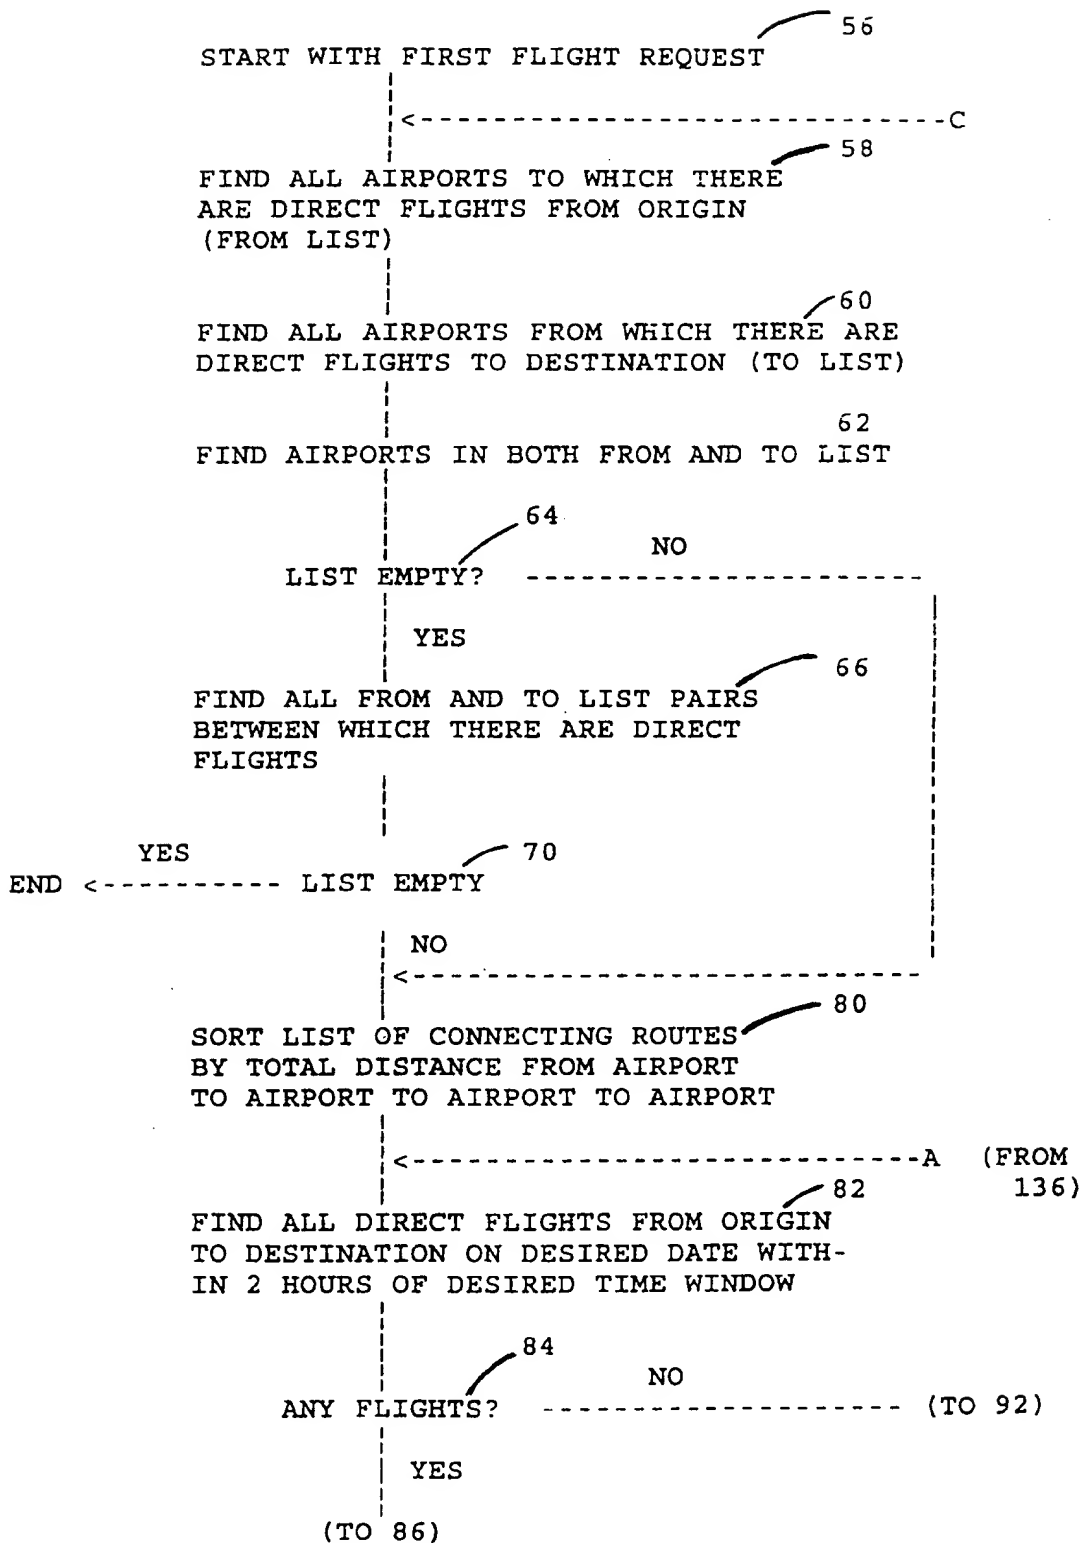 56
START WITH FIRST FLIGHT REQUEST
<-----------------------------C
58
FIND ALL AIRPORTS TO WHICH THERE
ARE DIRECT FLIGHTS FROM ORIGIN
(FROM LIST)
60
FIND ALL AIRPORTS FROM WHICH THERE ARE
DIRECT FLIGHTS TO DESTINATION (TO LIST)
62
FIND AIRPORTS IN BOTH FROM AND TO LIST
64
NO
LIST EMPTY?
YES
66
FIND ALL FROM AND TO LIST PAIRS
BETWEEN WHICH THERE ARE DIRECT
FLIGHTS
YES
70
END <----------- LIST EMPTY
NO
80
SORT LIST OF CONNECTING ROUTES
BY TOTAL DISTANCE FROM AIRPORT
TO AIRPORT TO AIRPORT TO AIRPORT
<-----------------------------A (FROM
136)
82
FIND ALL DIRECT FLIGHTS FROM ORIGIN
TO DESTINATION ON DESIRED DATE WITH-
IN 2 HOURS OF DESIRED TIME WINDOW
84
NO
ANY FLIGHTS? -------------------- (TO 92)
YES
(TO 86)